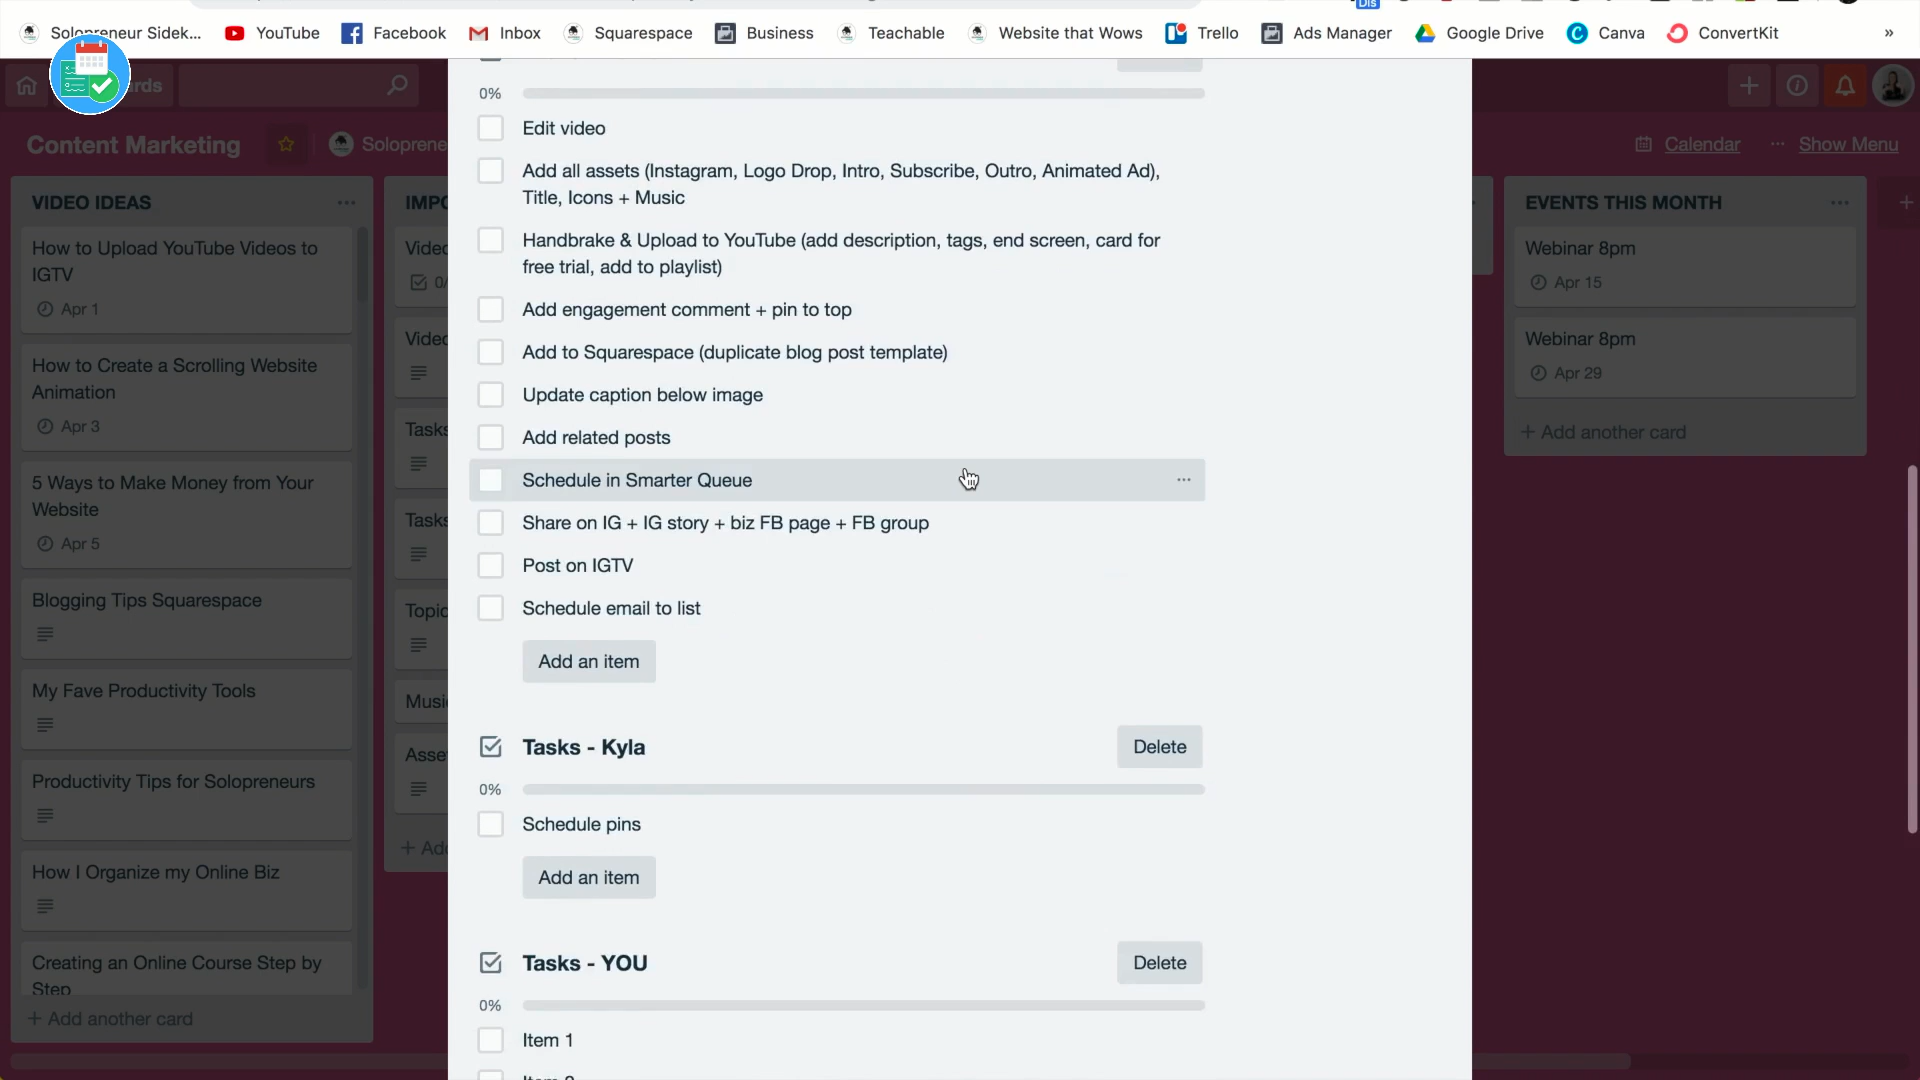 Solopreneur Sidek...
YouTube
Facebook
Inbox
Squarespace
Business
Teachable
Website that Wows
Trello
Ads Manager
Google Drive
Canva
ConvertKit
»
Content Marketing
Soloprene
Calendar
Show Menu
VIDEO IDEAS
How to Upload YouTube Videos to
IGTV
Apr 1
How to Create a Scrolling Website
Animation
Apr 3
5 Ways to Make Money from Your
Website
Apr 5
Blogging Tips Squarespace
My Fave Productivity Tools
Productivity Tips for Solopreneurs
How I Organize my Online Biz
Creating an Online Course Step by
Step
+ Add another card
IMPO
Video
0/
Video
Tasks
Tasks
Topic
Music
Asse
+ Add
0%
Edit video
Add all assets (Instagram, Logo Drop, Intro, Subscribe, Outro, Animated Ad),
Title, Icons + Music
Handbrake & Upload to YouTube (add description, tags, end screen, card for
free trial, add to playlist)
Add engagement comment + pin to top
Add to Squarespace (duplicate blog post template)
Update caption below image
Add related posts
Schedule in Smarter Queue
Share on IG + IG story + biz FB page + FB group
Post on IGTV
Schedule email to list
Add an item
Tasks - Kyla
Delete
0%
Schedule pins
Add an item
Tasks - YOU
Delete
0%
Item 1
EVENTS THIS MONTH
Webinar 8pm
Apr 15
Webinar 8pm
Apr 29
+ Add another card